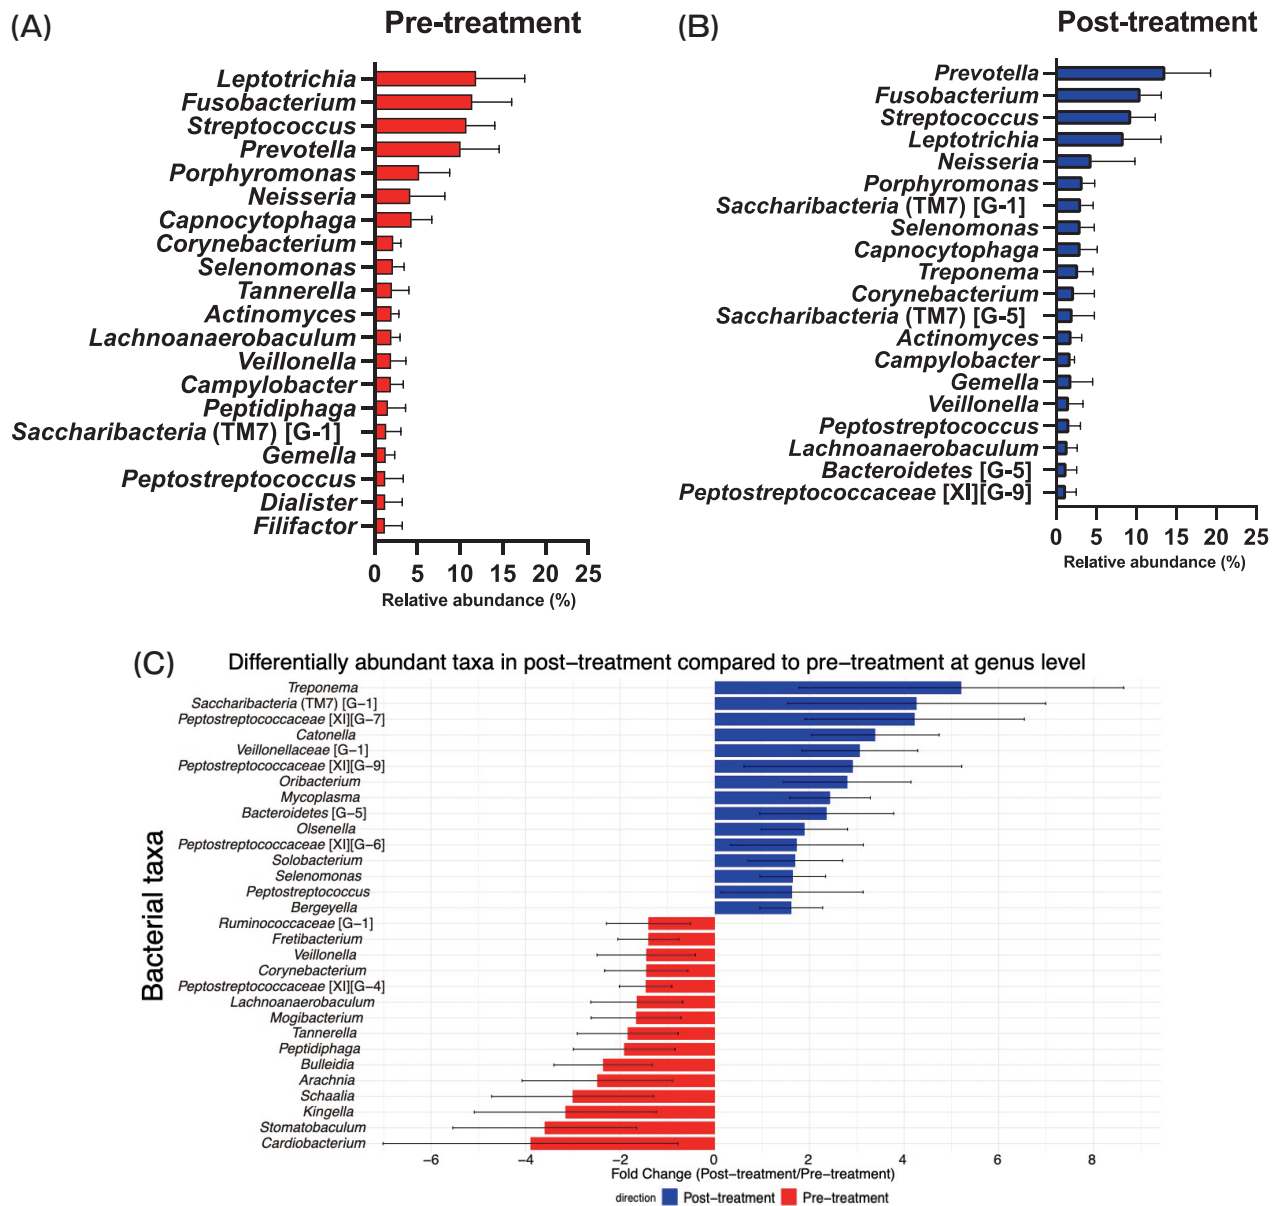 (A)
Pre-treatment
Leptotrichia
Fusobacterium
Streptococcus
Prevotella
Porphyromonas
Neisseria
Capnocytophaga
Corynebacterium
Selenomonas
Tannerella
Actinomyces
Lachnoanaerobaculum
Veillonella
Campylobacter
Peptidiphaga
Saccharibacteria (TM7) [G-1]
Gemella
Peptostreptococcus
Dialister
Filifactor
0 5 10 15 20 25
Relative abundance (%)
(B)
Post-treatment
Prevotella
Fusobacterium
Streptococcus
Leptotrichia
Neisseria
Porphyromonas
Saccharibacteria (TM7) [G-1]
Selenomonas
Capnocytophaga
Treponema
Corynebacterium
Saccharibacteria (TM7) [G-5]
Actinomyces
Campylobacter
Gemella
Veillonella
Peptostreptococcus
Lachnoanaerobaculum
Bacteroidetes [G-5]
Peptostreptococcaceae [XI][G-9]
0 5 10 15 20 25
Relative abundance (%)
(C)
Differentially abundant taxa in post−treatment compared to pre−treatment at genus level
Bacterial taxa
Treponema
Saccharibacteria (TM7) [G−1]
Peptostreptococcaceae [XI][G−7]
Catonella
Veillonellaceae [G−1]
Peptostreptococcaceae [XI][G−9]
Oribacterium
Mycoplasma
Bacteroidetes [G−5]
Olsenella
Peptostreptococcaceae [XI][G−6]
Solobacterium
Selenomonas
Peptostreptococcus
Bergeyella
Ruminococcaceae [G−1]
Fretibacterium
Veillonella
Corynebacterium
Peptostreptococcaceae [XI][G−4]
Lachnoanaerobaculum
Mogibacterium
Tannerella
Peptidiphaga
Bulleidia
Arachnia
Schaalia
Kingella
Stomatobaculum
Cardiobacterium
−6 −4 −2 0 2 4 6 8
Fold Change (Post−treatment/Pre−treatment)
direction Post−treatment Pre−treatment